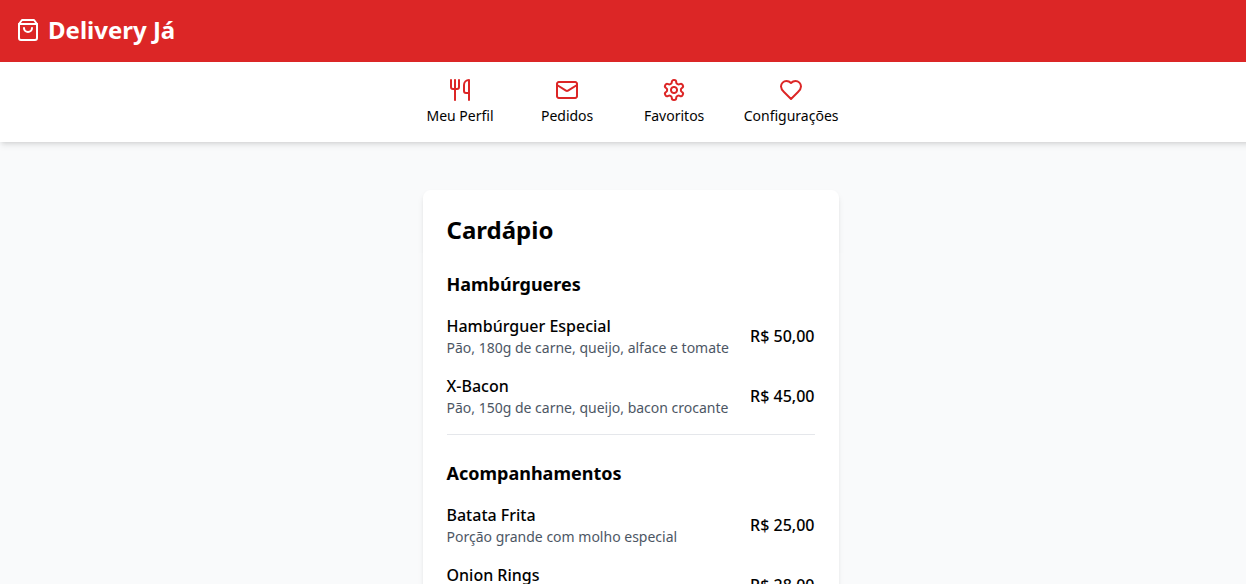 Delivery Já
Meu Perfil
Pedidos
Favoritos
Configurações
Cardápio
Hambúrgueres
Hambúrguer Especial
Pão, 180g de carne, queijo, alface e tomate
R$ 50,00
X-Bacon
Pão, 150g de carne, queijo, bacon crocante
R$ 45,00
Acompanhamentos
Batata Frita
Porção grande com molho especial
R$ 25,00
Onion Rings